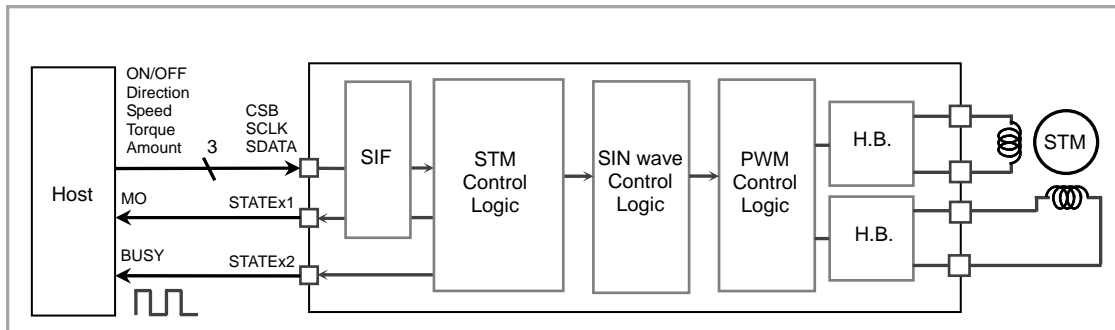 ON/OFF
Direction
Speed
Torque
Amount
3
CSB
SCLK
SDATA
Host
MO
STATEx1
BUSY
STATEx2
SIF
STM
Control
Logic
SIN wave
Control
Logic
PWM
Control
Logic
H.B.
H.B.
STM